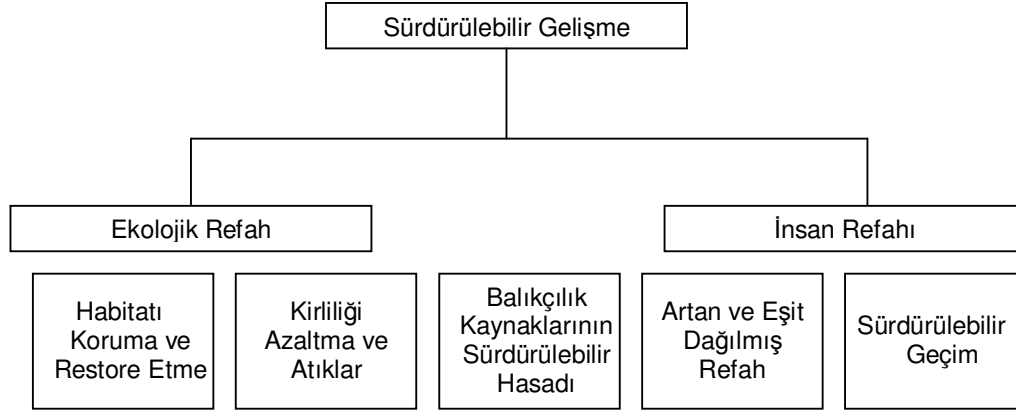 Sürdürülebilir Gelişme
Ekolojik Refah
İnsan Refahı
Habitatı
Koruma ve
Restore Etme
Kirliliği
Azaltma ve
Atıklar
Balıkçılık
Kaynaklarının
Sürdürülebilir
Hasadı
Artan ve Eşit
Dağılmış
Refah
Sürdürülebilir
Geçim